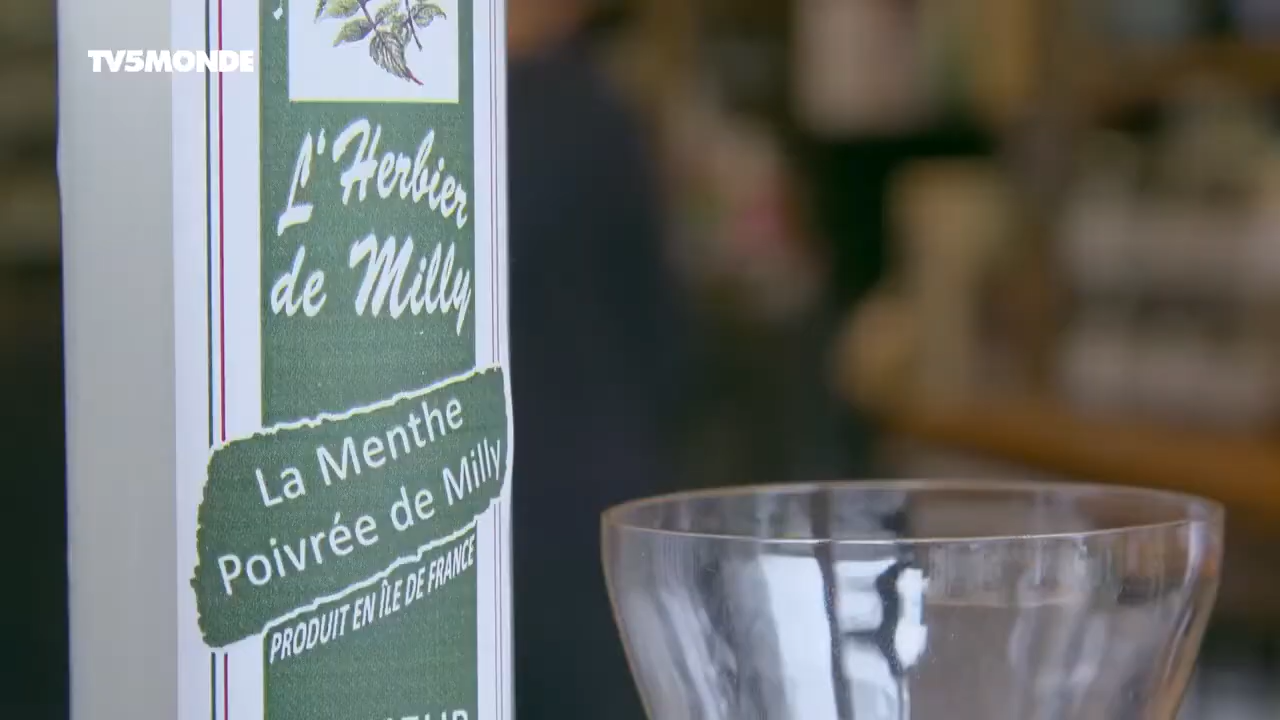 TV5MONDE
L'Herbier
de Milly
La Menthe
Poivrée de Milly
PRODUIT EN ÎLE DE FRANCE